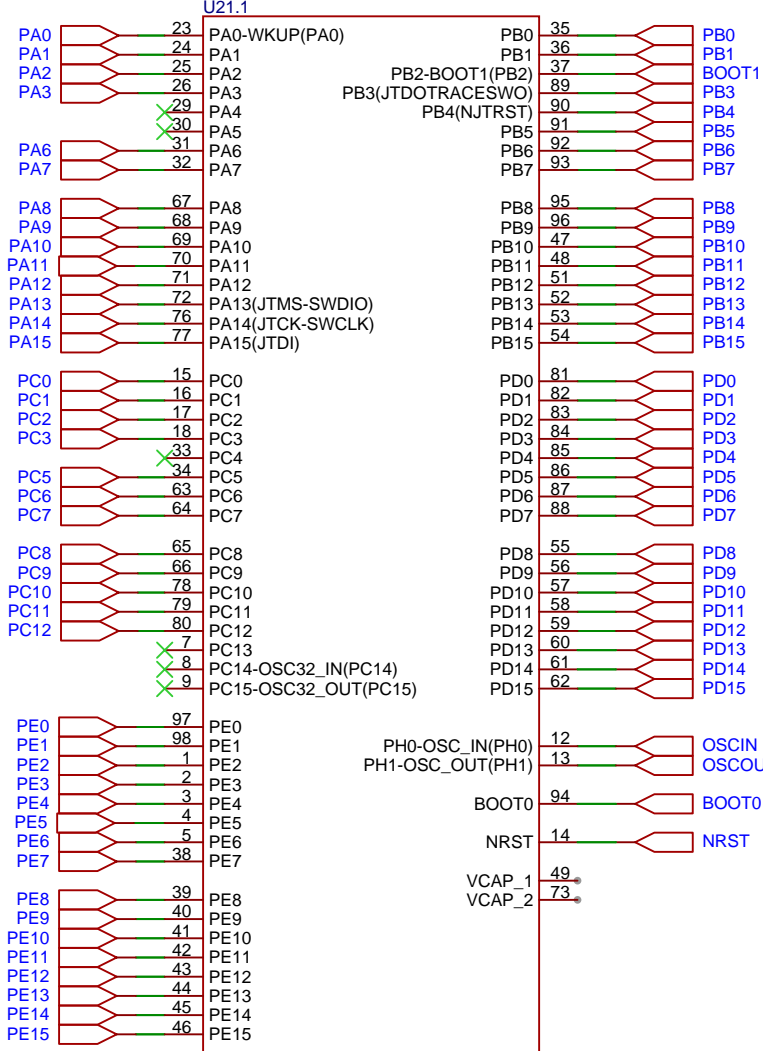 U21.1
PA0 23 PA0-WKUP(PA0) PB0 35 PB0
PA1 24 PA1 PB1 36 PB1
PA2 25 PA2 PB2-BOOT1(PB2) 37 BOOT1
PA3 26 PA3 PB3(JTDOTRACESWO) 89 PB3
29 PA4 PB4(NJTRST) 90 PB4
30 PA5 PB5 91 PB5
PA6 31 PA6 PB6 92 PB6
PA7 32 PA7 PB7 93 PB7
PA8 67 PA8 PB8 95 PB8
PA9 68 PA9 PB9 96 PB9
PA10 69 PA10 PB10 47 PB10
PA11 70 PA11 PB11 48 PB11
PA12 71 PA12 PB12 51 PB12
PA13 72 PA13(JTMS-SWDIO) PB13 52 PB13
PA14 76 PA14(JTCK-SWCLK) PB14 53 PB14
PA15 77 PA15(JTDI) PB15 54 PB15
PC0 15 PC0 PD0 81 PD0
PC1 16 PC1 PD1 82 PD1
PC2 17 PC2 PD2 83 PD2
PC3 18 PC3 PD3 84 PD3
33 PC4 PD4 85 PD4
PC5 34 PC5 PD5 86 PD5
PC6 63 PC6 PD6 87 PD6
PC7 64 PC7 PD7 88 PD7
PC8 65 PC8 PD8 55 PD8
PC9 66 PC9 PD9 56 PD9
PC10 78 PC10 PD10 57 PD10
PC11 79 PC11 PD11 58 PD11
PC12 80 PC12 PD12 59 PD12
7 PC13 PD13 60 PD13
8 PC14-OSC32_IN(PC14) PD14 61 PD14
9 PC15-OSC32_OUT(PC15) PD15 62 PD15
PE0 97 PE0
PE1 98 PE1 PH0-OSC_IN(PH0) 12 OSCIN
PE2 1 PE2 PH1-OSC_OUT(PH1) 13 OSCOU
PE3 2 PE3
PE4 3 PE4 BOOT0 94 BOOT0
PE5 4 PE5
PE6 5 PE6 NRST 14 NRST
PE7 38 PE7
VCAP_1 49
PE8 39 PE8 VCAP_2 73
PE9 40 PE9
PE10 41 PE10
PE11 42 PE11
PE12 43 PE12
PE13 44 PE13
PE14 45 PE14
PE15 46 PE15